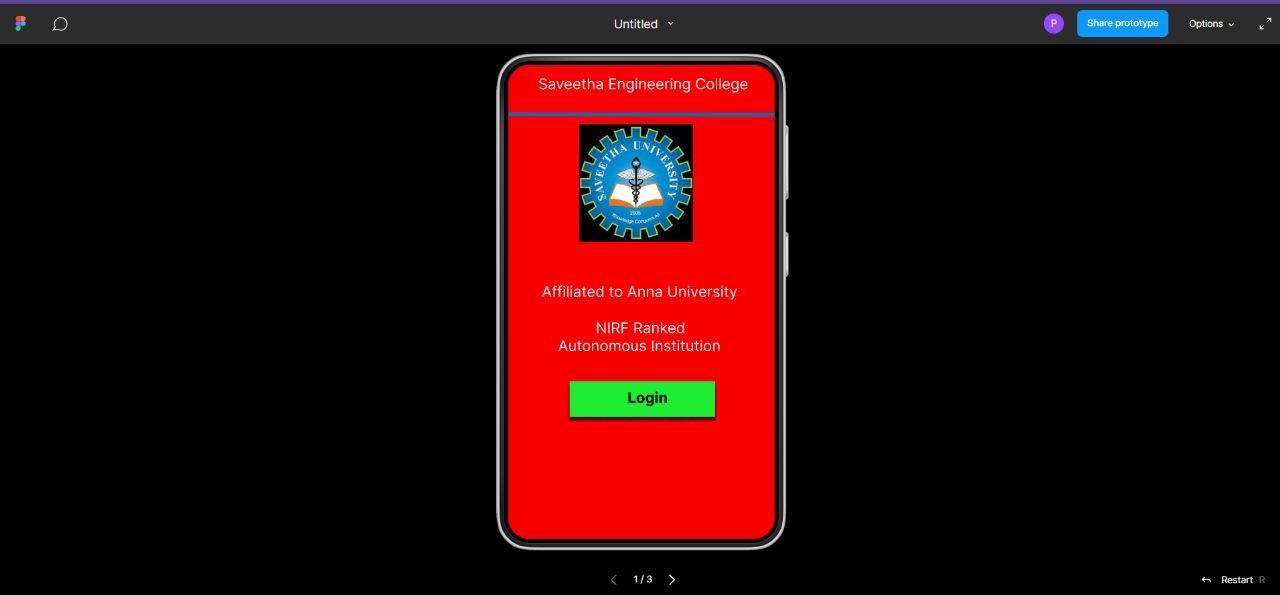 Untitled
P
Share prototype
Options
Saveetha Engineering College
SAVEETHA UNIVERSITY
2005
Knowledge Conquers All
Affiliated to Anna University
NIRF Ranked
Autonomous Institution
Login
1 / 3
Restart R